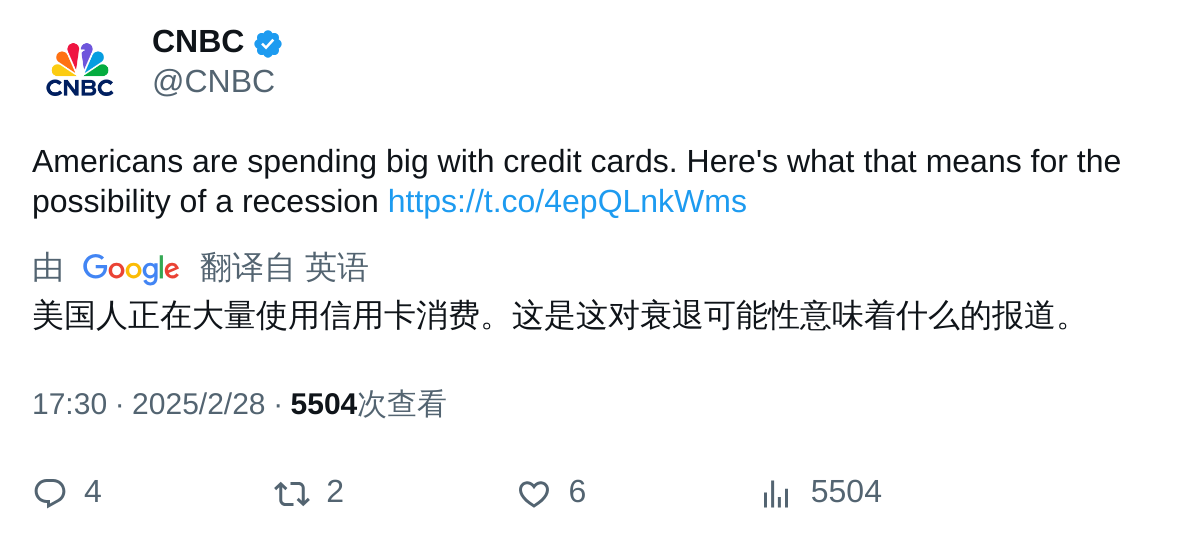 CNBC
CNBC
@CNBC
Americans are spending big with credit cards. Here's what that means for the
possibility of a recession https://t.co/4epQLnkWms
由 Google 翻译自 英语
美国人正在大量使用信用卡消费。这是这对衰退可能性意味着什么的报道。
17:30 · 2025/2/28 · 5504次查看
4 2 6 5504